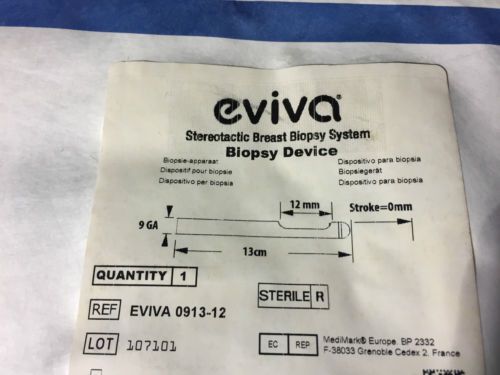 eviva®
Stereotactic Breast Biopsy System
Biopsy Device
Biopsie-apparaat
Dispositif pour biopsie
Dispositivo per biopsia
Dispositivo para biopsia
Biopsiegerät
Dispositivo para biopsia
12 mm
Stroke=0mm
9 GA
13cm
QUANTITY 1
STERILE R
REF EVIVA 0913-12
LOT 107101
EC REP
MediMark® Europe, BP 2332
F-38033 Grenoble Cedex 2, France